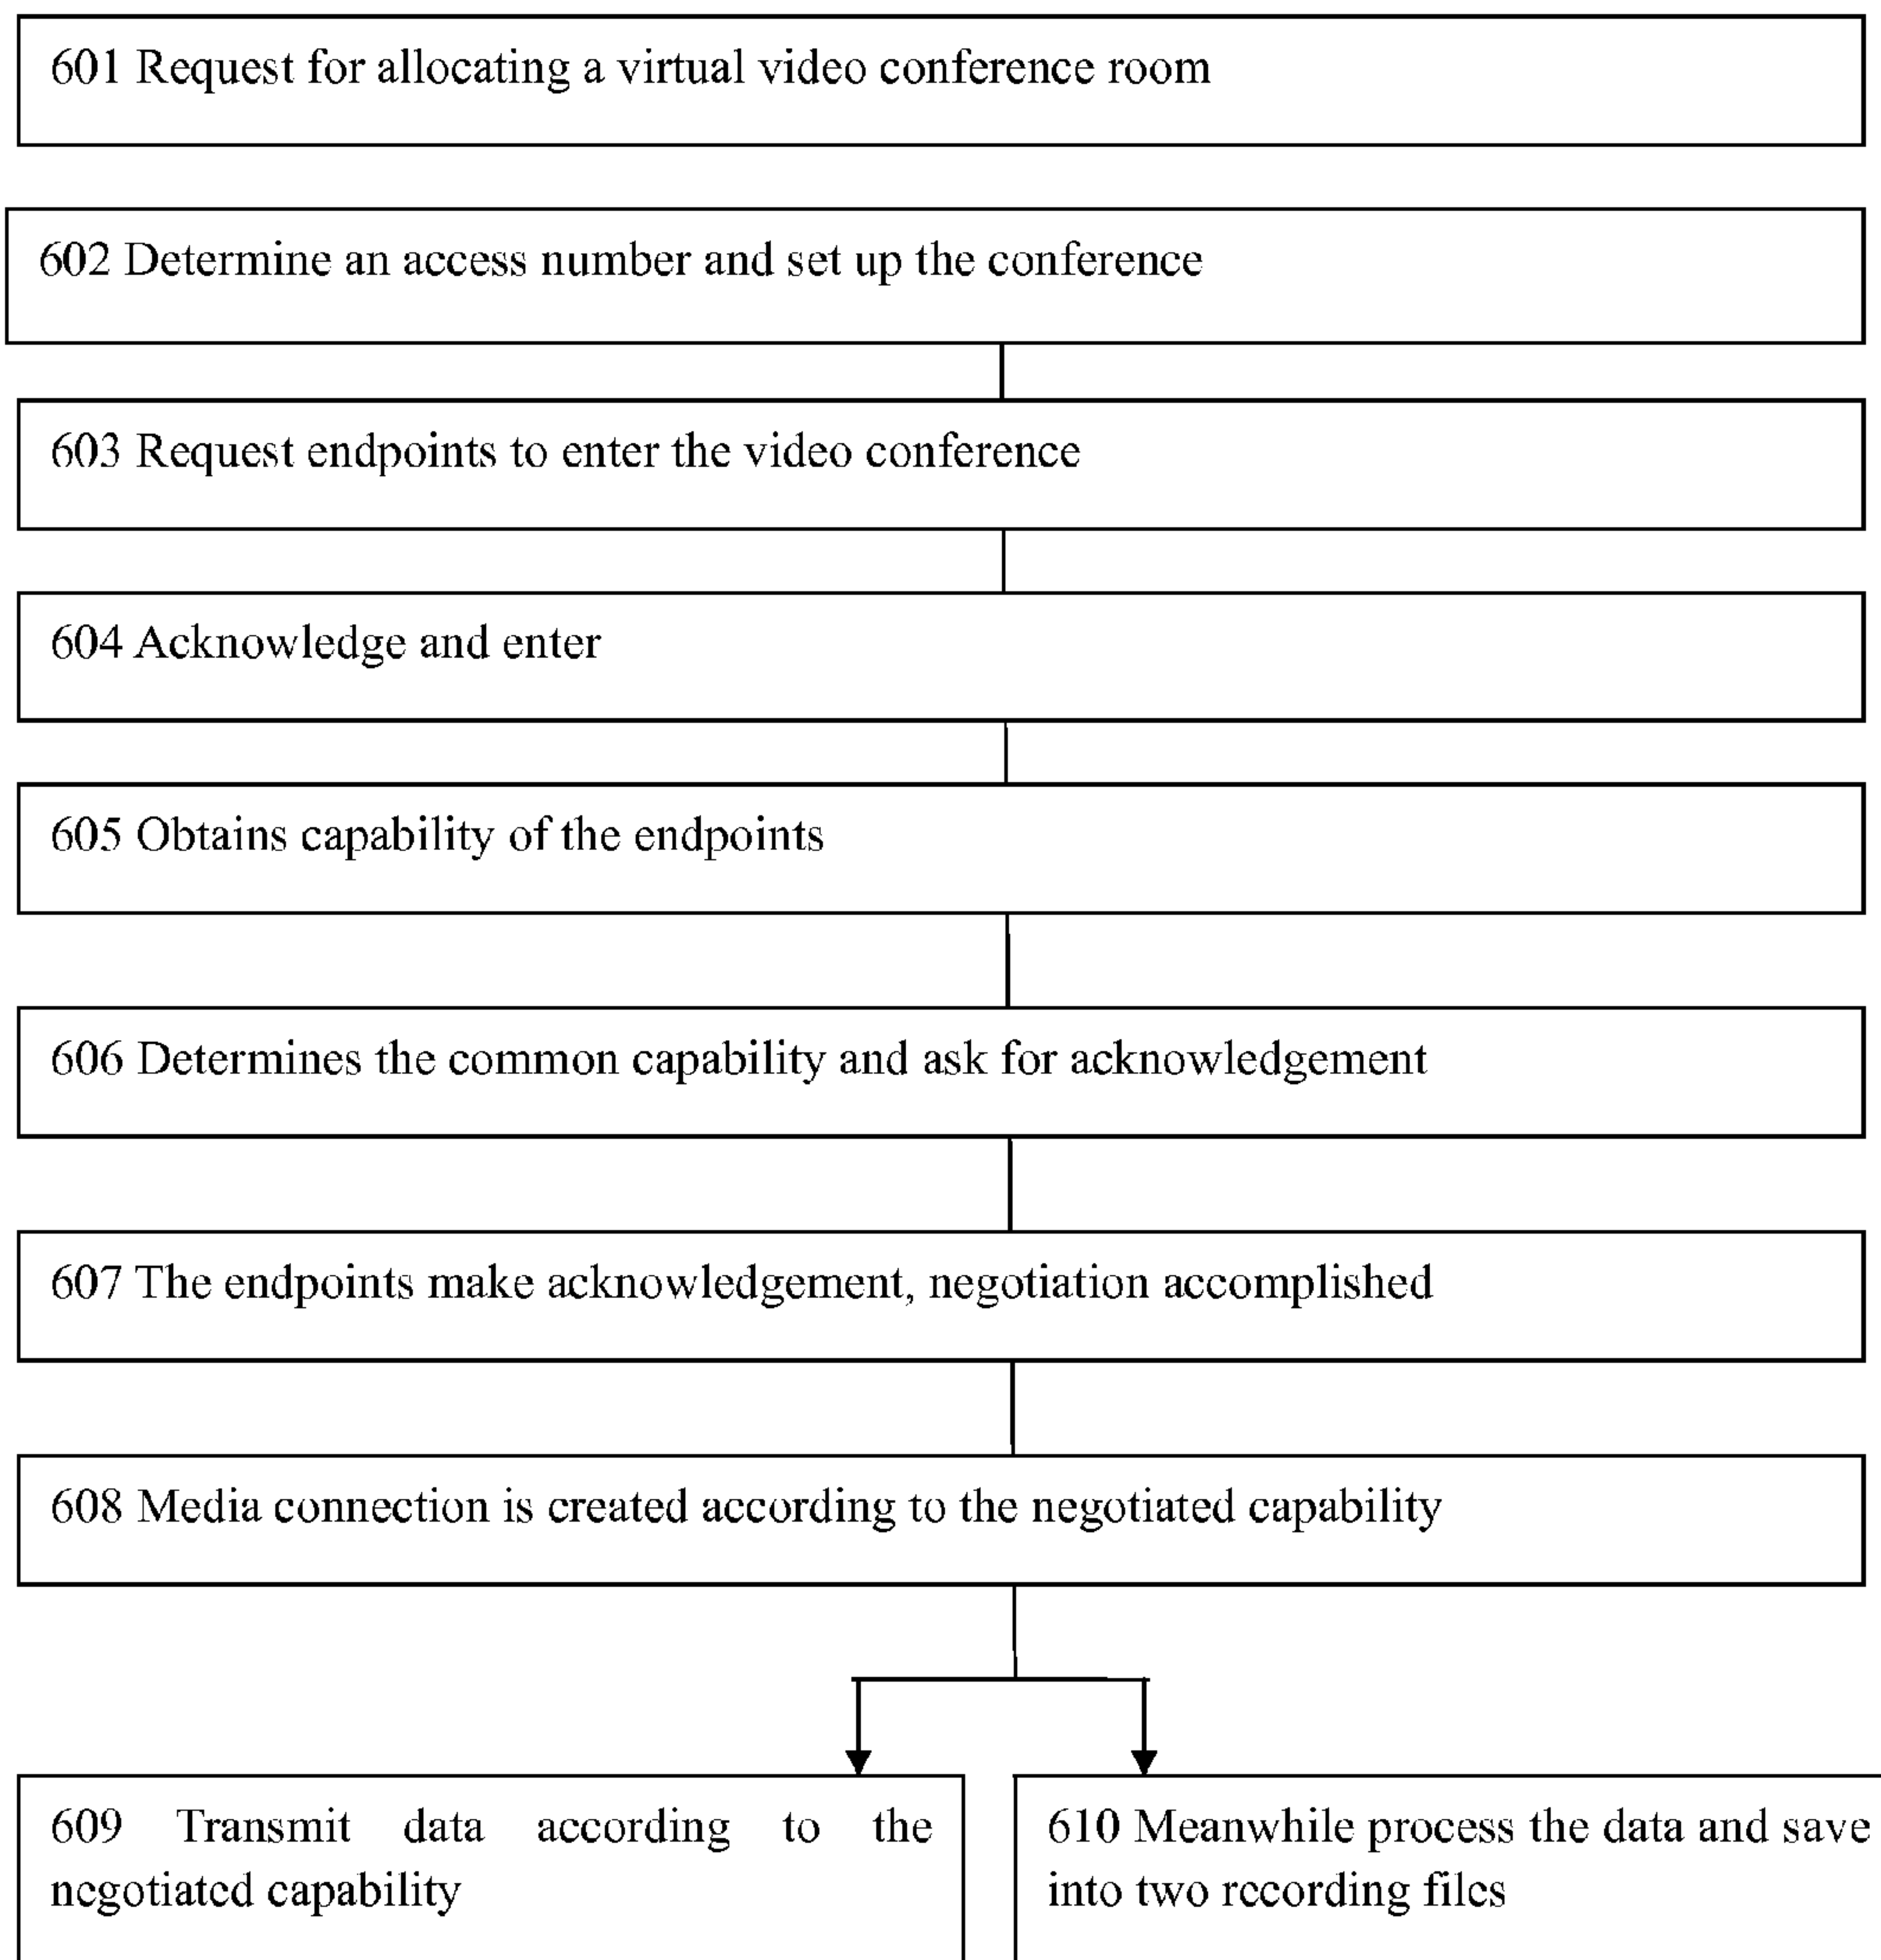 601 Request for allocating a virtual video conference room
602 Determine an access number and set up the conference
603 Request endpoints to enter the video conference
604 Acknowledge and enter
605 Obtains capability of the endpoints
606 Determines the common capability and ask for acknowledgement
607 The endpoints make acknowledgement, negotiation accomplished
608 Media connection is created according to the negotiated capability
609 Transmit data according to the
negotiated capability
610 Meanwhile process the data and save
into two recording files